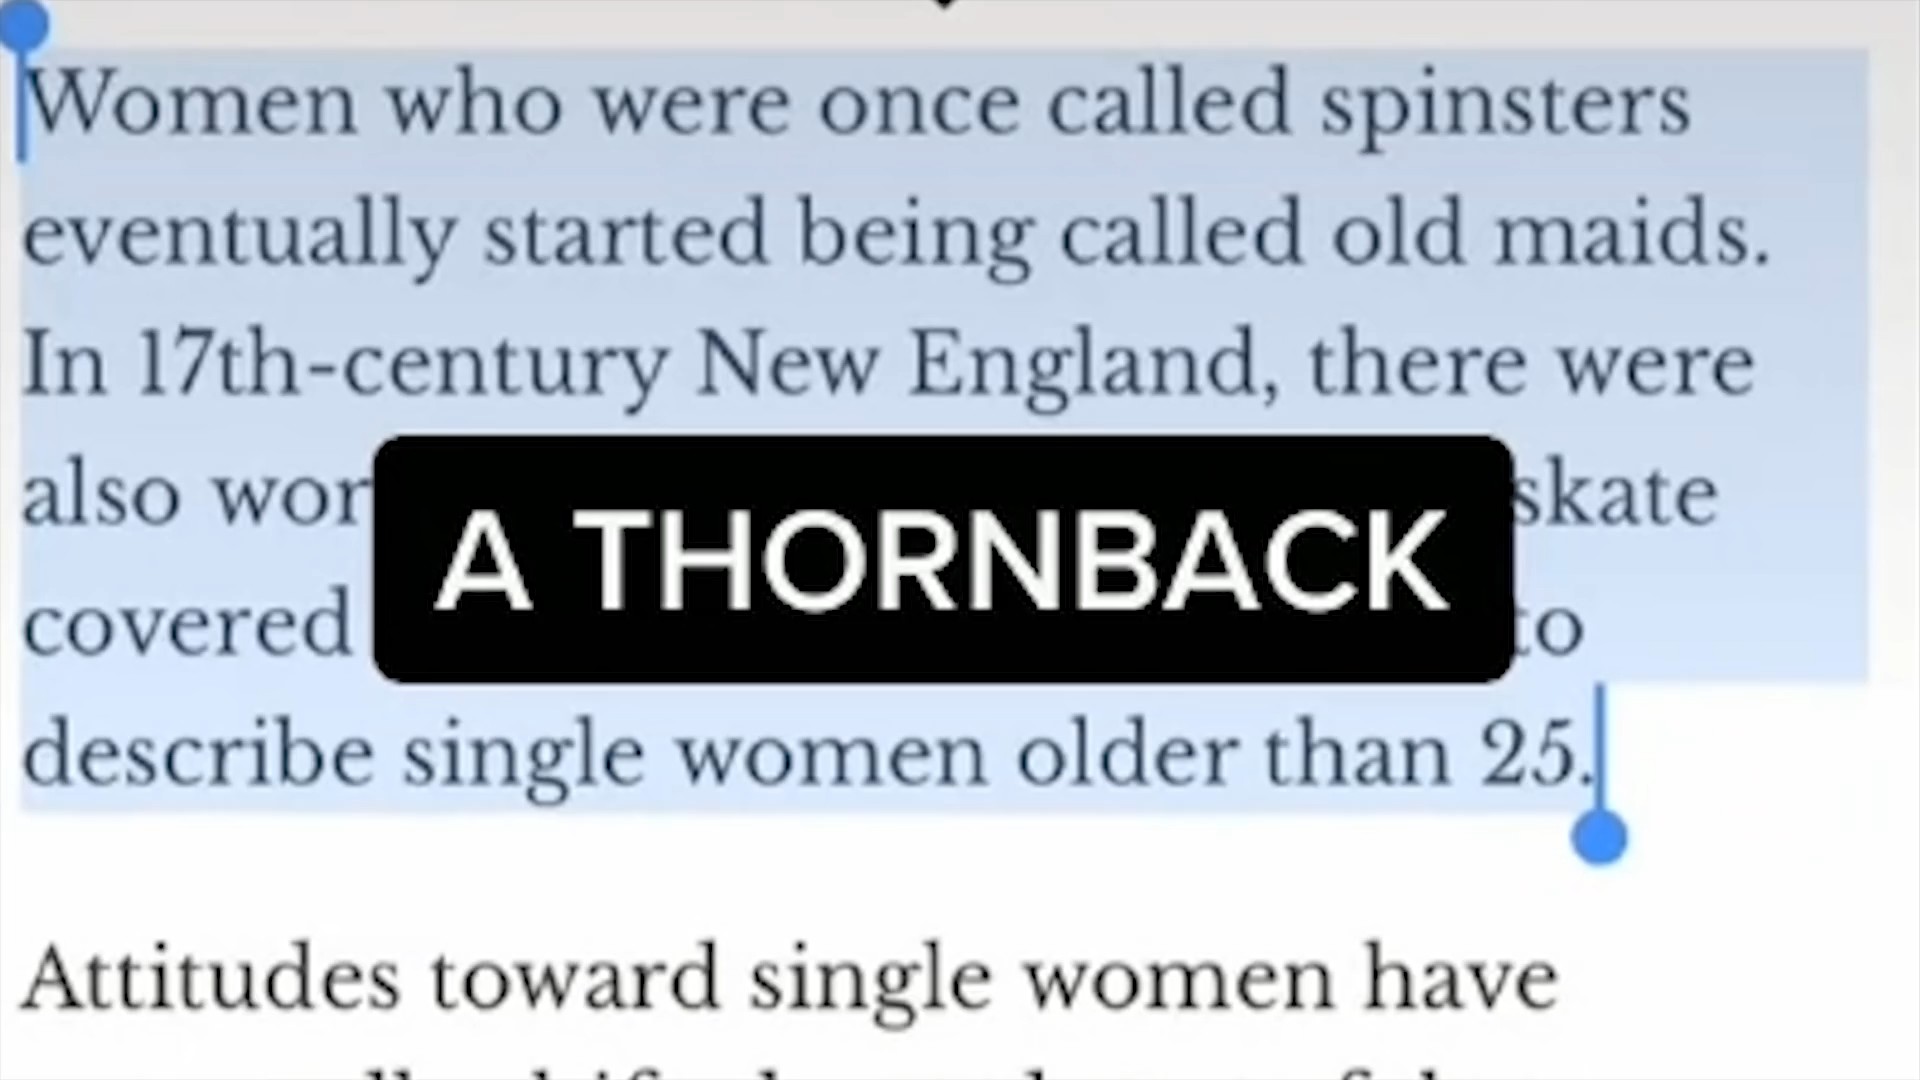 Women who were once called spinsters
eventually started being called old maids.
In 17th-century New England, there were
also skate
A THORNBACK
covered to
describe single women older than 25.
Attitudes toward single women have